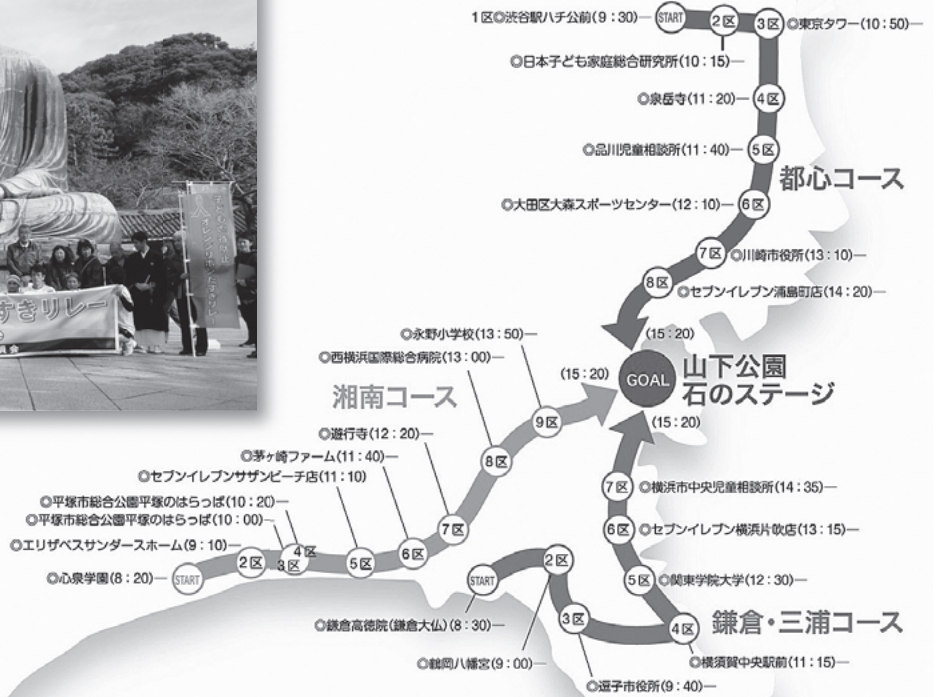 すきリレー
1区◎渋谷駅ハチ公前(9:30)
START
2区
3区
◎東京タワー(10:50)
◎日本子ども家庭総合研究所(10:15)
◎泉岳寺(11:20)
4区
◎品川児童相談所(11:40)
5区
都心コース
◎大田区大森スポーツセンター(12:10)
6区
7区
◎川崎市役所(13:10)
8区
◎セブンイレブン浦島町店(14:20)
(15:20)
GOAL
山下公園
石のステージ
(15:20)
(15:20)
湘南コース
◎永野小学校(13:50)
◎西横浜国際総合病院(13:00)
9区
◎遊行寺(12:20)
8区
◎茅ヶ崎ファーム(11:40)
◎セブンイレブンサザンビーチ店(11:10)
◎平塚市総合公園平塚のはらっぱ(10:20)
◎平塚市総合公園平塚のはらっぱ(10:00)
◎エリザベスサンダースホーム(9:10)
◎心泉学園(8:20)
START
2区
3区
4区
5区
6区
7区
7区
◎横浜市中央児童相談所(14:35)
6区
◎セブンイレブン横浜片吹店(13:15)
5区
◎関東学院大学(12:30)
鎌倉・三浦コース
4区
◎横須賀中央駅前(11:15)
START
2区
3区
◎鎌倉高徳院(鎌倉大仏)(8:30)
◎鶴岡八幡宮(9:00)
◎逗子市役所(9:40)